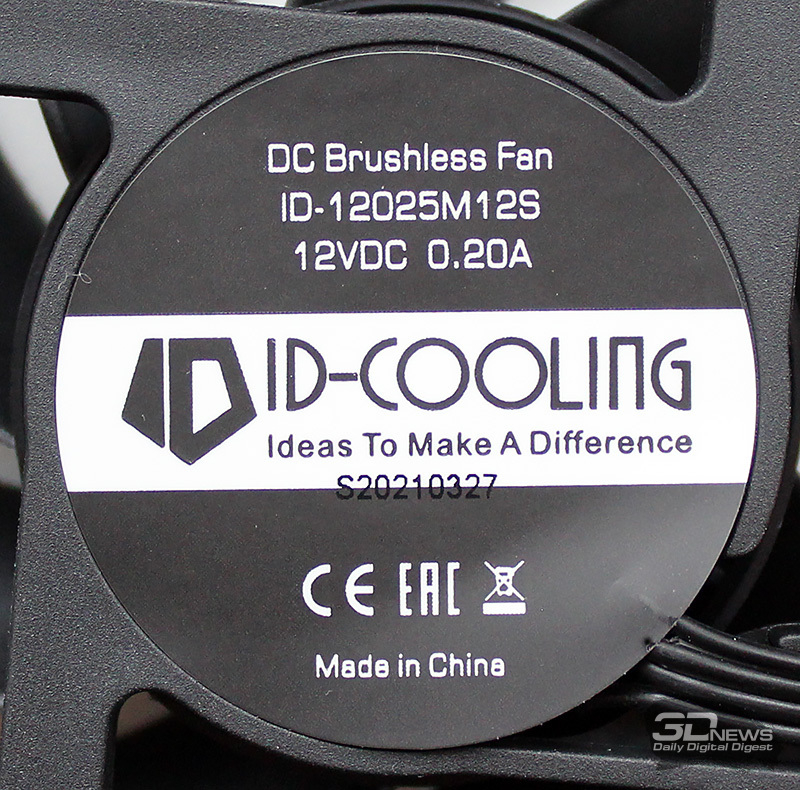 DC Brushless Fan
ID-12025M12S
12VDC 0.20A
ID-COOLING
Ideas To Make A Difference
S20210327
CE EAC
Made in China
3DNEWS
Daily Digital Digest